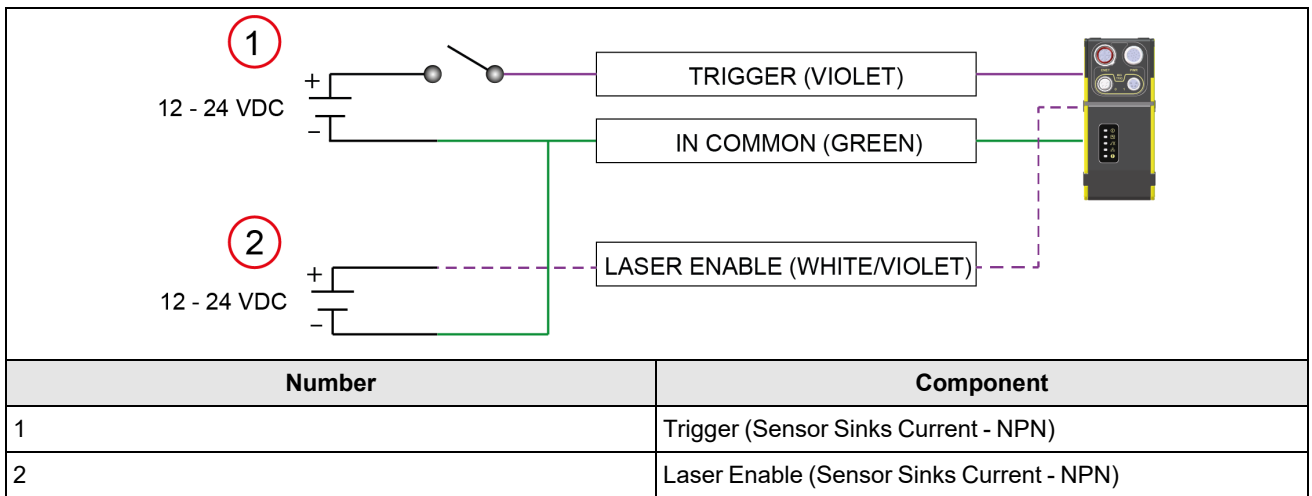 1
+
12 - 24 VDC
−
TRIGGER (VIOLET)
IN COMMON (GREEN)
2
+
12 - 24 VDC
−
LASER ENABLE (WHITE/VIOLET)
Number Component
1 Trigger (Sensor Sinks Current - NPN)
2 Laser Enable (Sensor Sinks Current - NPN)